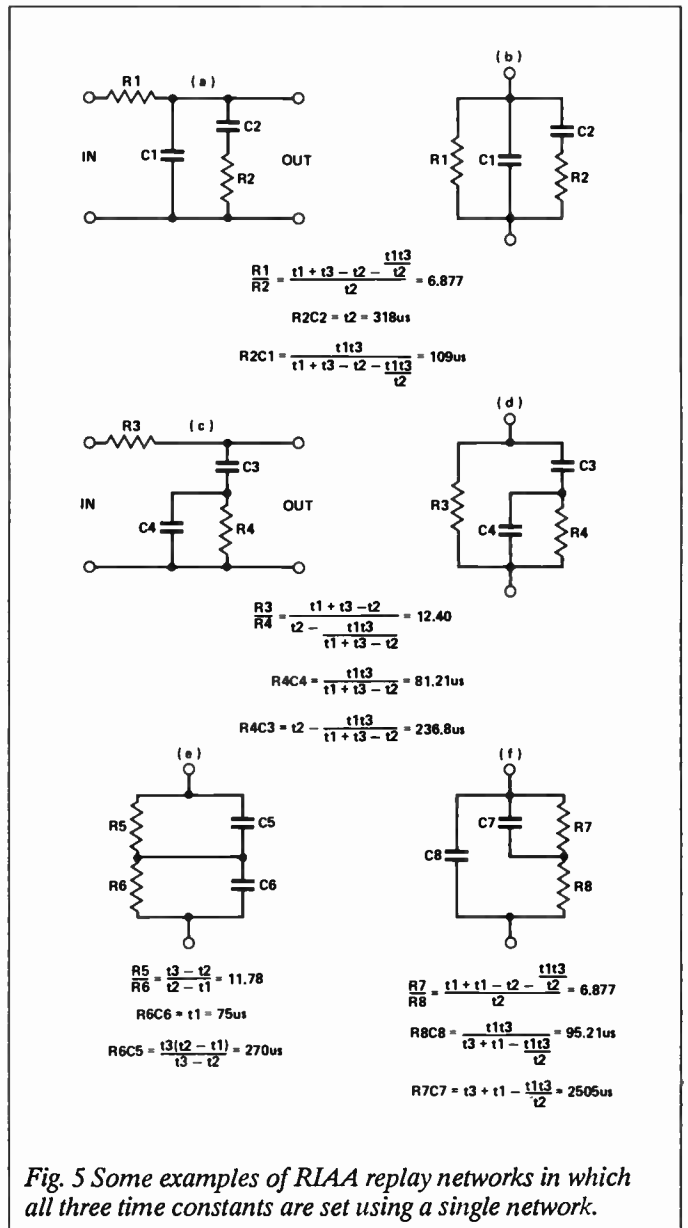 (a)
R1
C2
C1
R2
IN
OUT
(b)
R1
C1
C2
R2
R1/R2 = (t1 + t3 − t2 − t1t3/t2)/t2 = 6.877
R2C2 = t2 = 318us
R2C1 = t1t3/(t1 + t3 − t2 − t1t3/t2) = 109us
(c)
R3
C3
C4
R4
IN
OUT
(d)
R3
C3
C4
R4
R3/R4 = (t1 + t3 − t2)/(t2 − t1t3/(t1 + t3 − t2)) = 12.40
R4C4 = t1t3/(t1 + t3 − t2) = 81.21us
R4C3 = t2 − t1t3/(t1 + t3 − t2) = 236.8us
(e)
R5
C5
R6
C6
R5/R6 = (t3 − t2)/(t2 − t1) = 11.78
R6C6 = t1 = 75us
R6C5 = t3(t2 − t1)/(t3 − t2) = 270us
(f)
C7
R7
C8
R8
R7/R8 = (t1 + t1 − t2 − t1t3/t2)/t2 = 6.877
R8C8 = t1t3/(t3 + t1 − t1t3/t2) = 95.21us
R7C7 = t3 + t1 − t1t3/t2 = 2505us
Fig. 5 Some examples of RIAA replay networks in which
all three time constants are set using a single network.